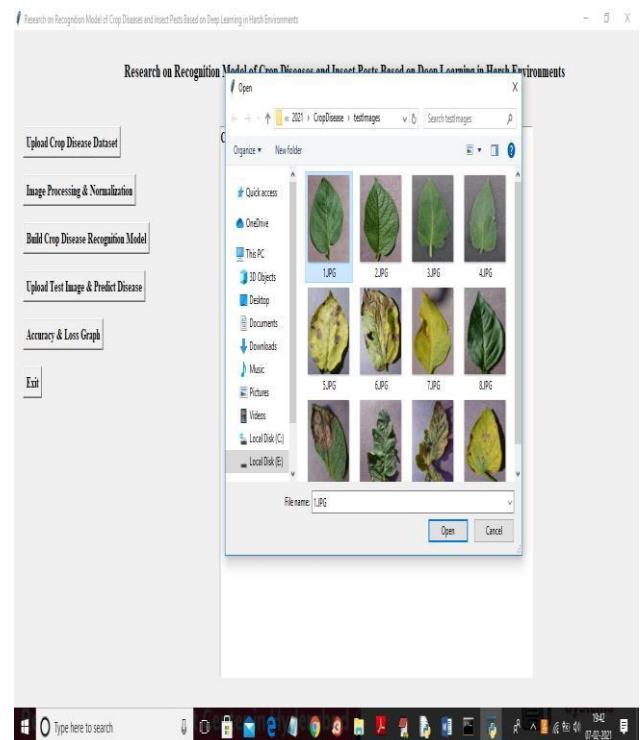 Research on Recognition Model of Crop Diseases and Insect Pests Based on Deep Learning in Harsh Environments
Research on Recognition Model of Crop Diseases and Insect Pests Based on Deep Learning in Harsh Environments
Open
« 2021 › CropDisease › testImages
Search testImages
Organize
New folder
Upload Crop Disease Dataset
Image Processing & Normalization
Build Crop Disease Recognition Model
Upload Test Image & Predict Disease
Accuracy & Loss Graph
Exit
Quick access
OneDrive
This PC
3D Objects
Desktop
Documents
Downloads
Music
Pictures
Videos
Local Disk (C:)
Local Disk (E:)
1.JPG
2.JPG
3.JPG
4.JPG
5.JPG
6.JPG
7.JPG
8.JPG
File name: 1.JPG
Open
Cancel
Type here to search
19:42
07-02-2021